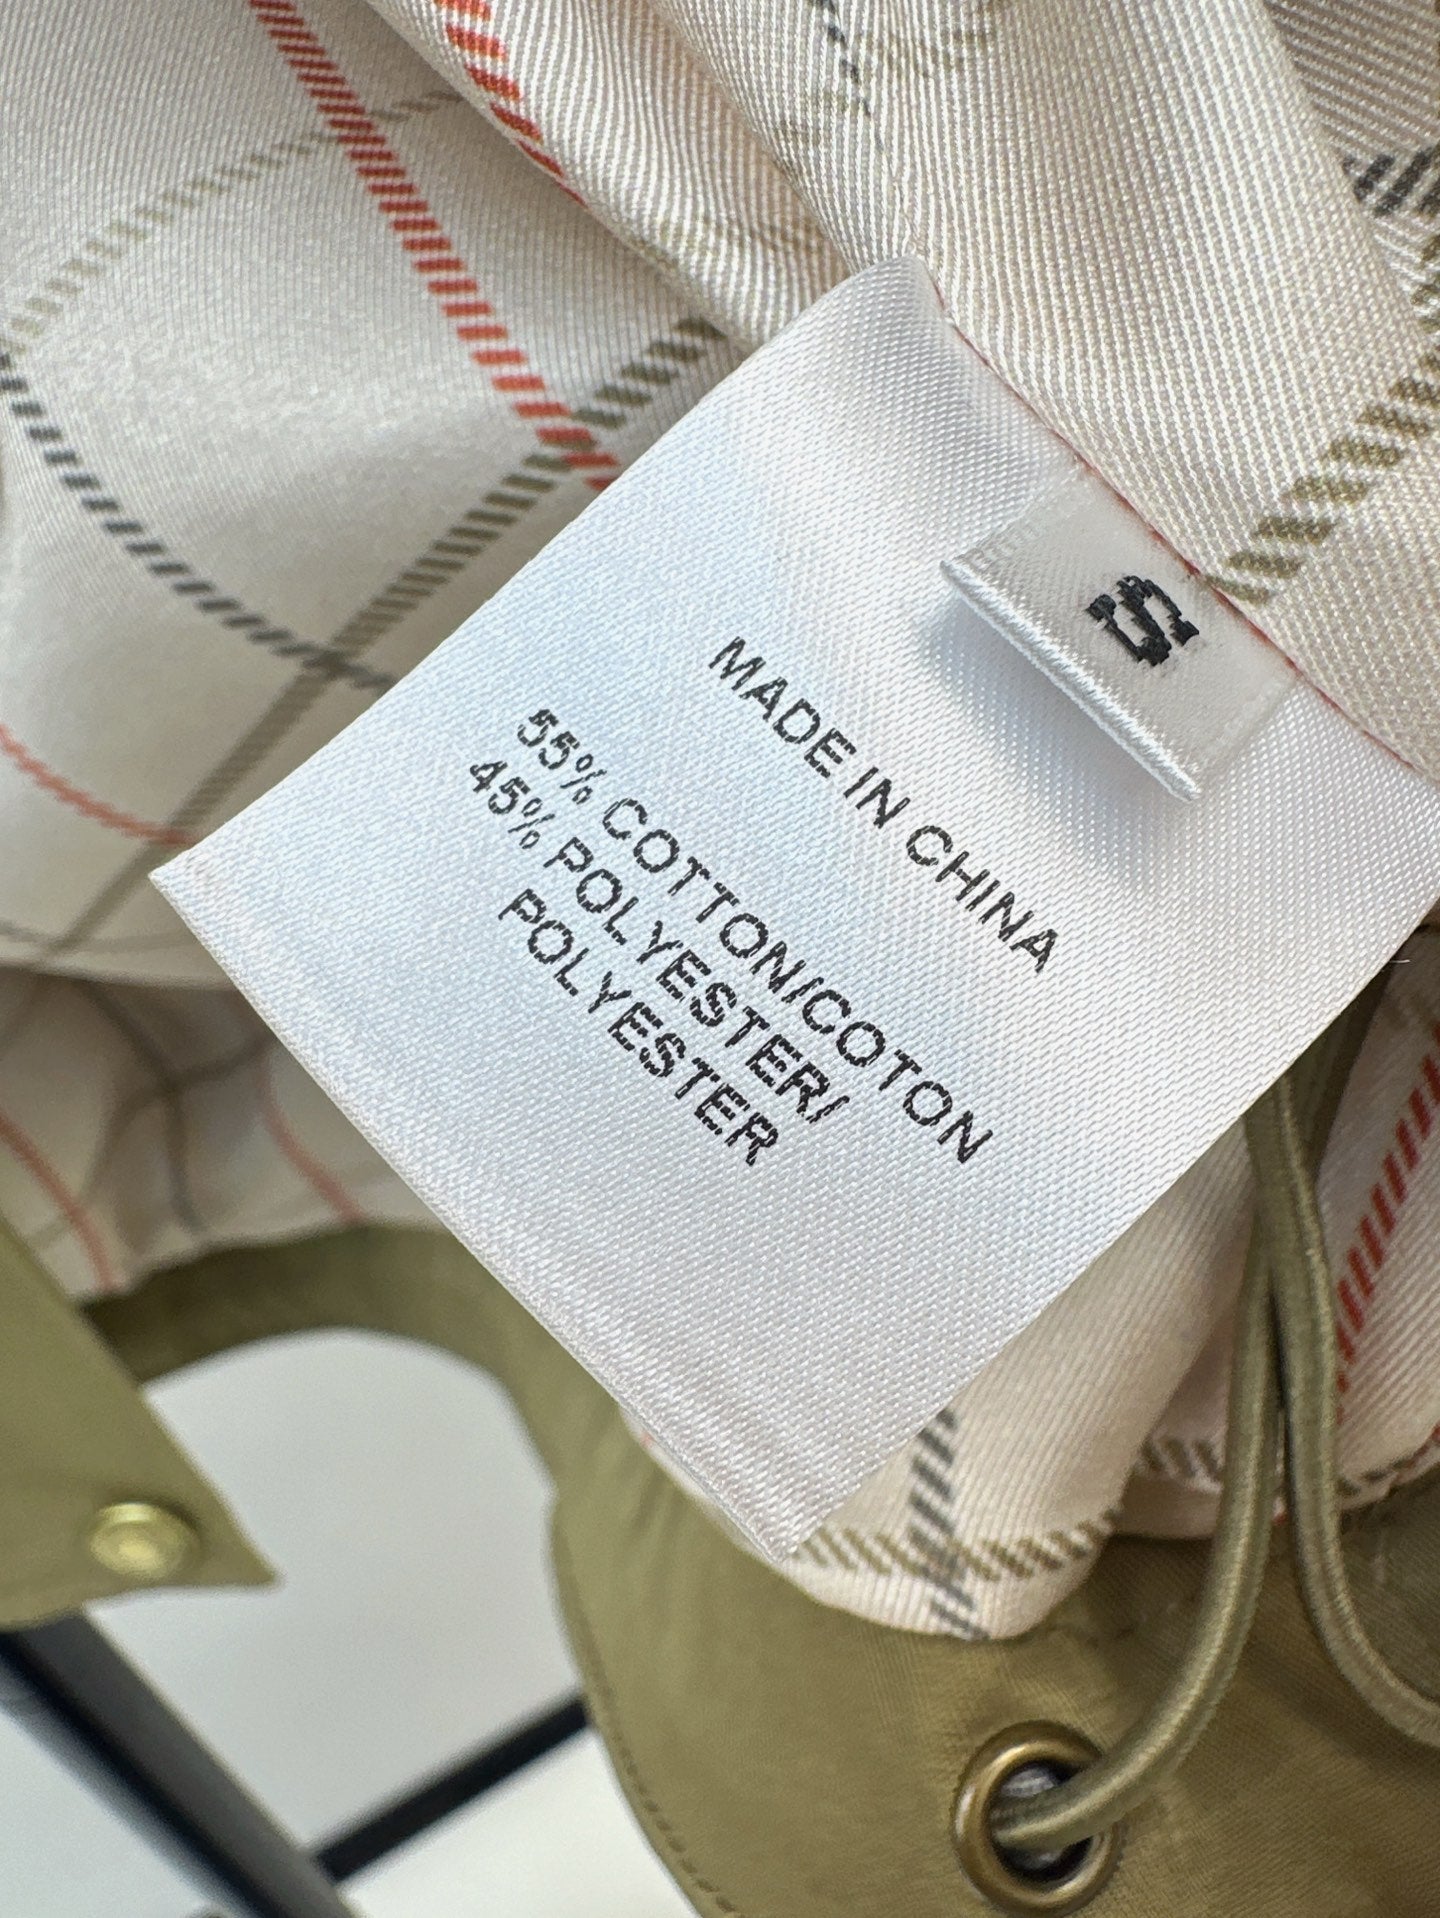 S
MADE IN CHINA
55% COTTON/COTON
45% POLYESTER/
POLYESTER